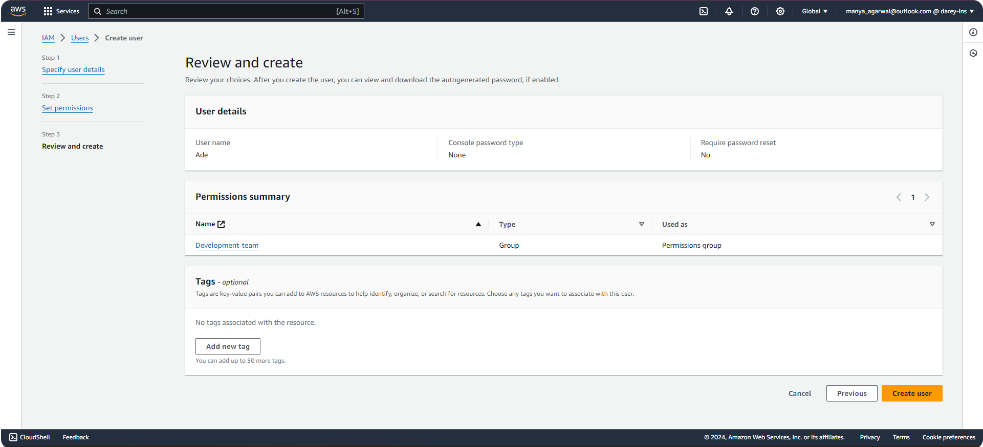 aws Services Search [Alt+S] Global manya_agarwal@outlook.com @ darey-ins
IAM Users Create user
Step 1
Specify user details
Step 2
Set permissions
Step 3
Review and create
Review and create
Review your choices. After you create the user, you can view and download the autogenerated password, if enabled.
User details
User name Console password type Require password reset
Ade None No
Permissions summary 1
Name Type Used as
Development-team Group Permissions group
Tags - optional
Tags are key-value pairs you can add to AWS resources to help identify, organize, or search for resources. Choose any tags you want to associate with this user.
No tags associated with the resource.
Add new tag
You can add up to 50 more tags.
Cancel Previous Create user
CloudShell Feedback © 2024, Amazon Web Services, Inc. or its affiliates. Privacy Terms Cookie preferences